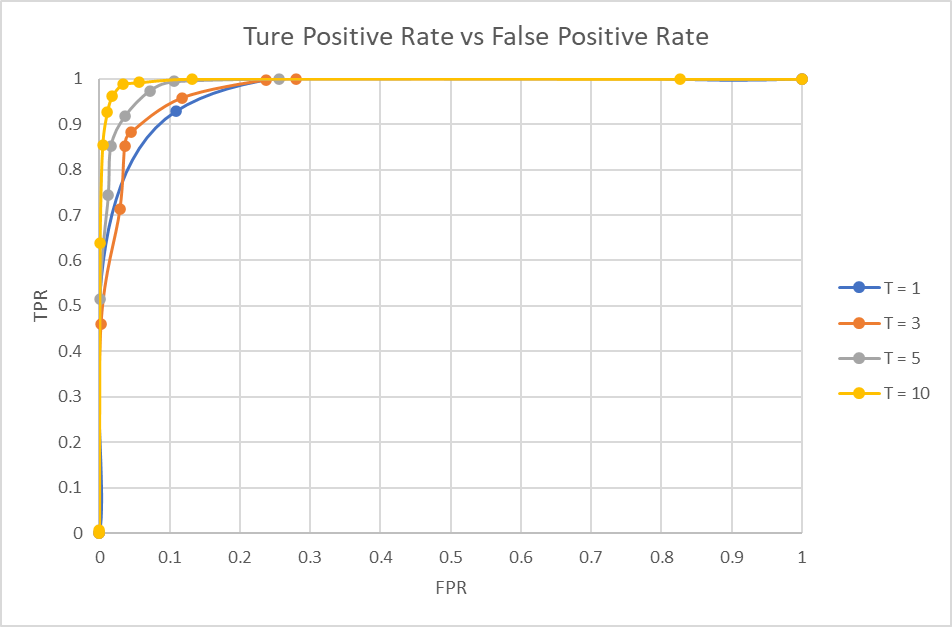 Ture Positive Rate vs False Positive Rate
1
0.9
0.8
0.7
0.6
0.5
0.4
0.3
0.2
0.1
0
TPR
0 0.1 0.2 0.3 0.4 0.5 0.6 0.7 0.8 0.9 1
FPR
T = 1
T = 3
T = 5
T = 10